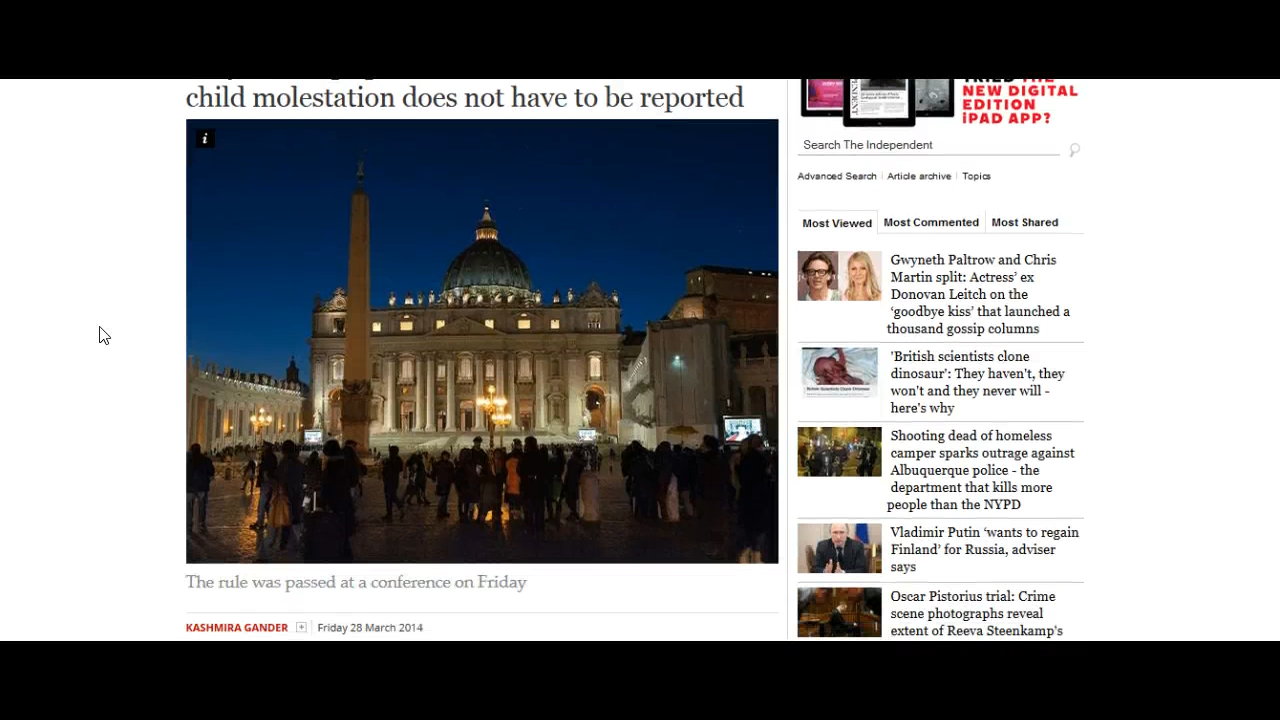 child molestation does not have to be reported
i
The rule was passed at a conference on Friday
KASHMIRA GANDER
Friday 28 March 2014
TRIED THE
NEW DIGITAL
EDITION
iPAD APP?
Search The Independent
Advanced Search
Article archive
Topics
Most Viewed
Most Commented
Most Shared
Gwyneth Paltrow and Chris
Martin split: Actress’ ex
Donovan Leitch on the
‘goodbye kiss’ that launched a
thousand gossip columns
'British scientists clone
dinosaur': They haven't, they
won't and they never will -
here's why
Shooting dead of homeless
camper sparks outrage against
Albuquerque police - the
department that kills more
people than the NYPD
Vladimir Putin ‘wants to regain
Finland’ for Russia, adviser
says
Oscar Pistorius trial: Crime
scene photographs reveal
extent of Reeva Steenkamp's